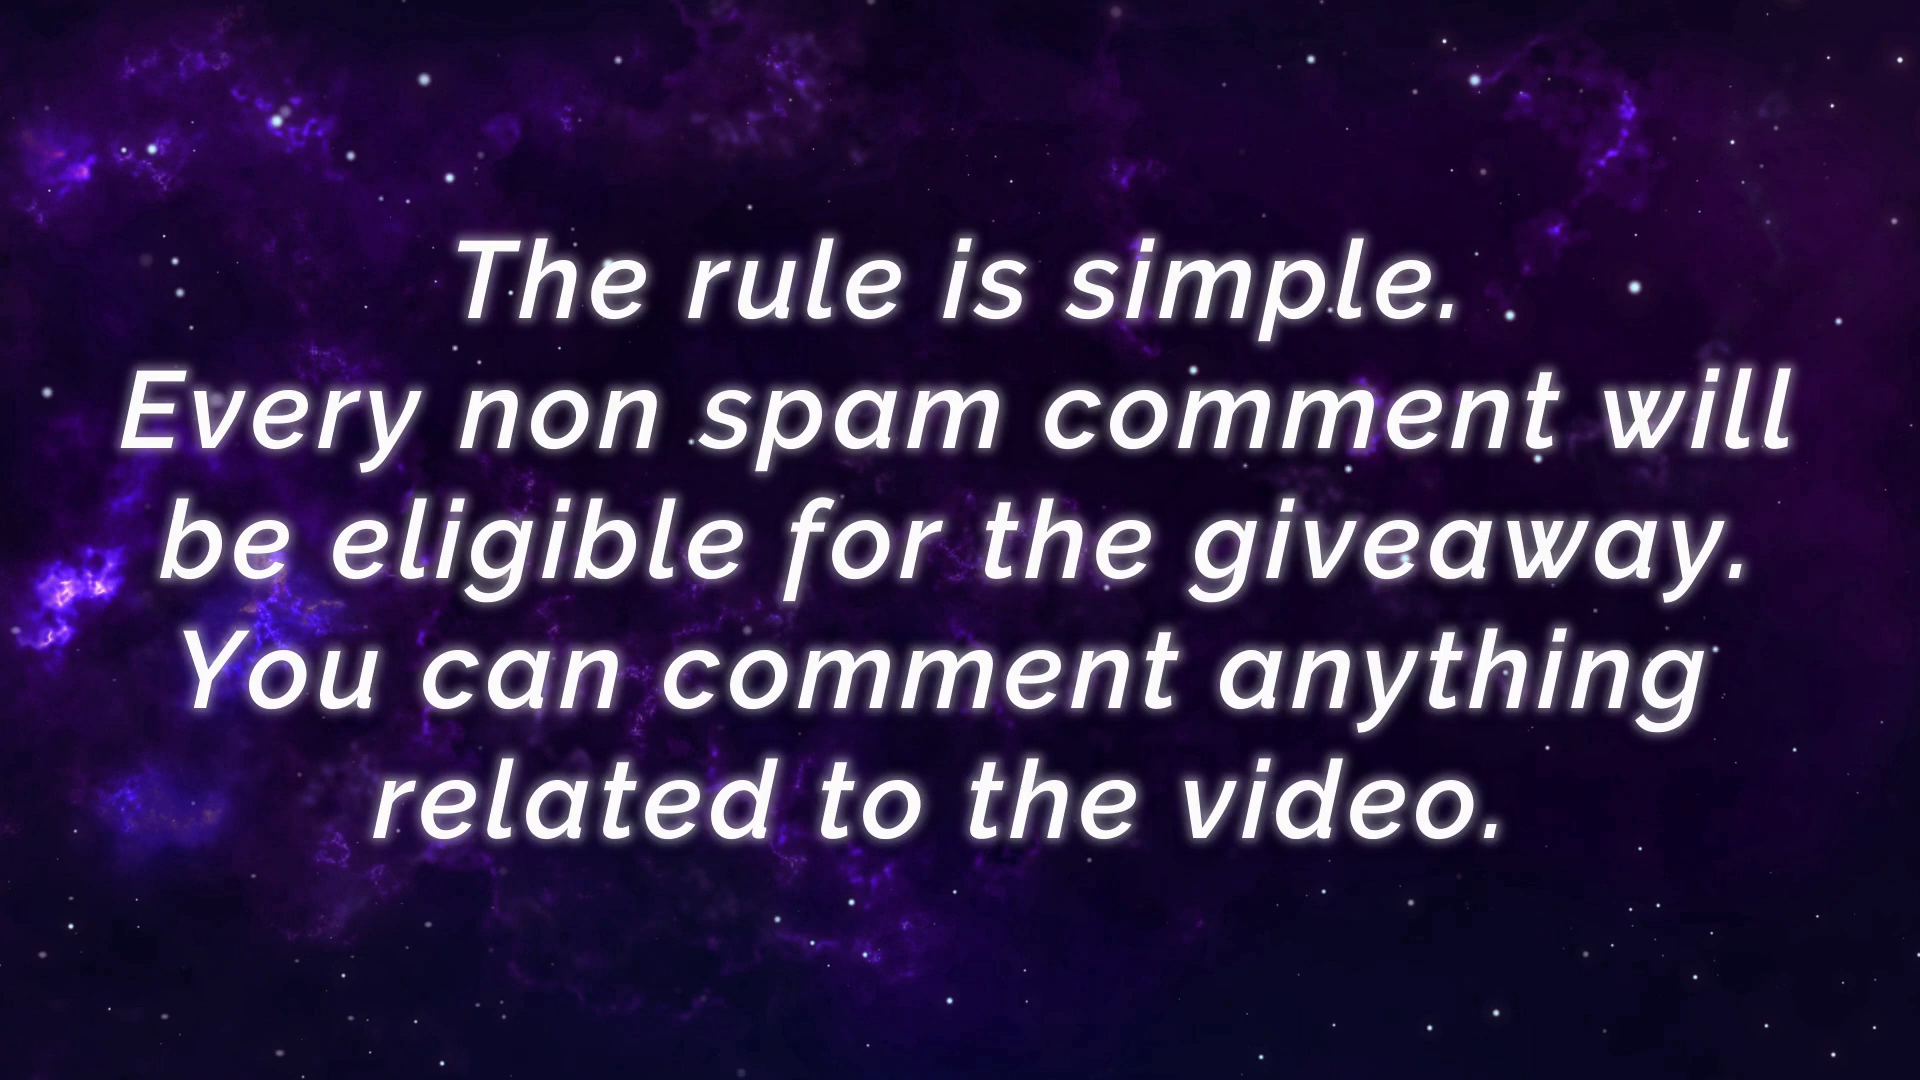 The rule is simple.
Every non spam comment will
be eligible for the giveaway.
You can comment anything
related to the video.